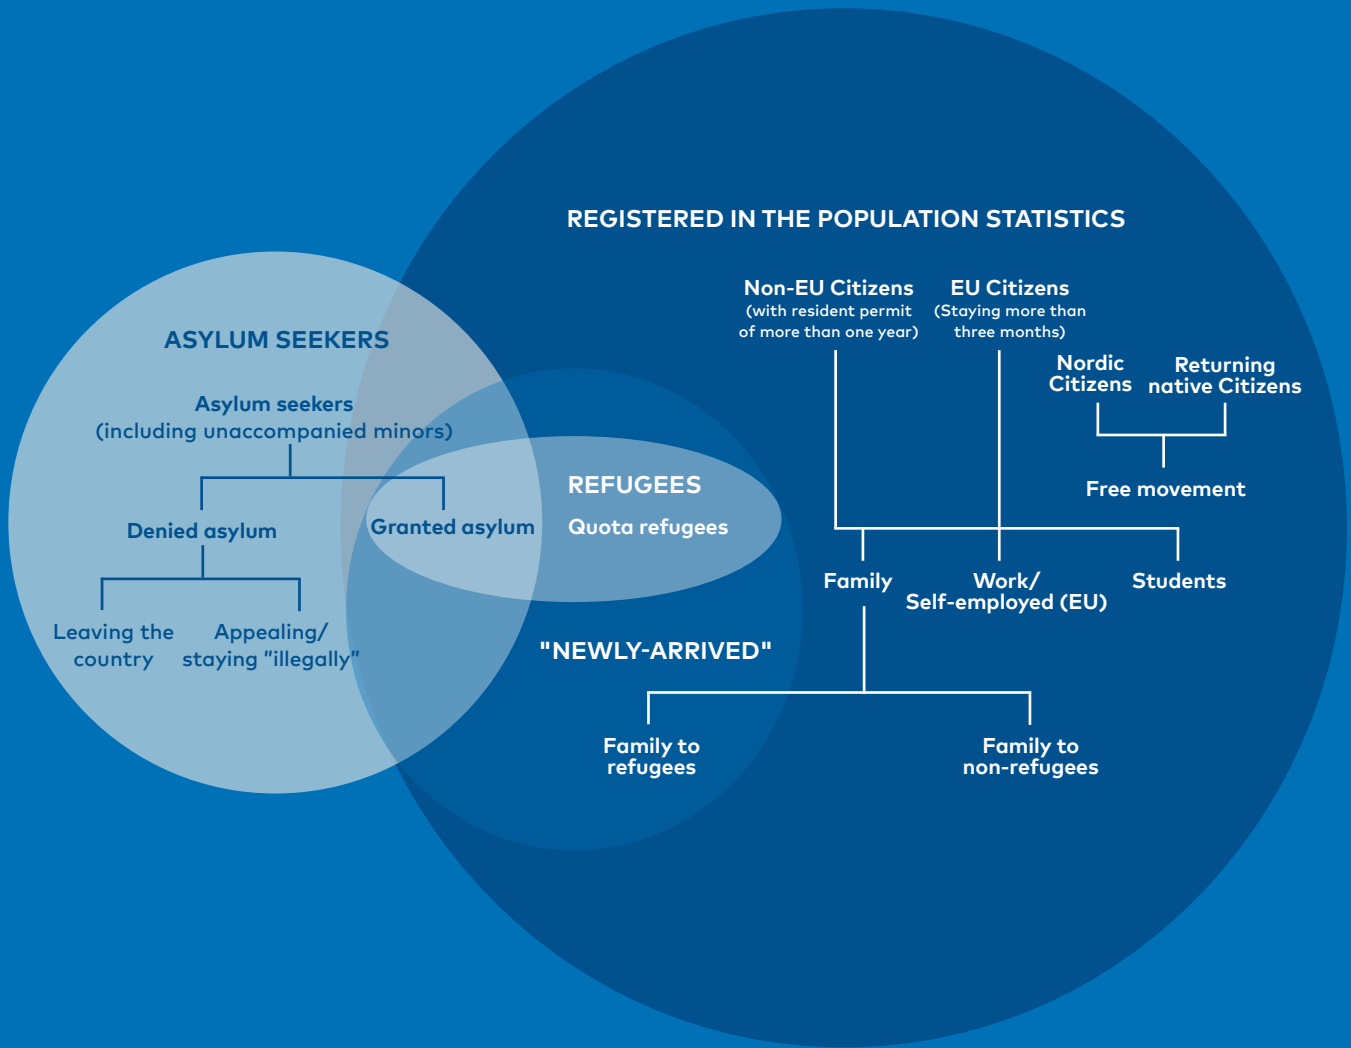 REGISTERED IN THE POPULATION STATISTICS
Non-EU Citizens
(with resident permit
of more than one year)
EU Citizens
(Staying more than
three months)
Nordic
Citizens
Returning
native Citizens
Free movement
Family
Work/
Self-employed (EU)
Students
ASYLUM SEEKERS
Asylum seekers
(including unaccompanied minors)
Denied asylum
Granted asylum
Leaving the
country
Appealing/
staying "illegally"
REFUGEES
Quota refugees
"NEWLY-ARRIVED"
Family to
refugees
Family to
non-refugees